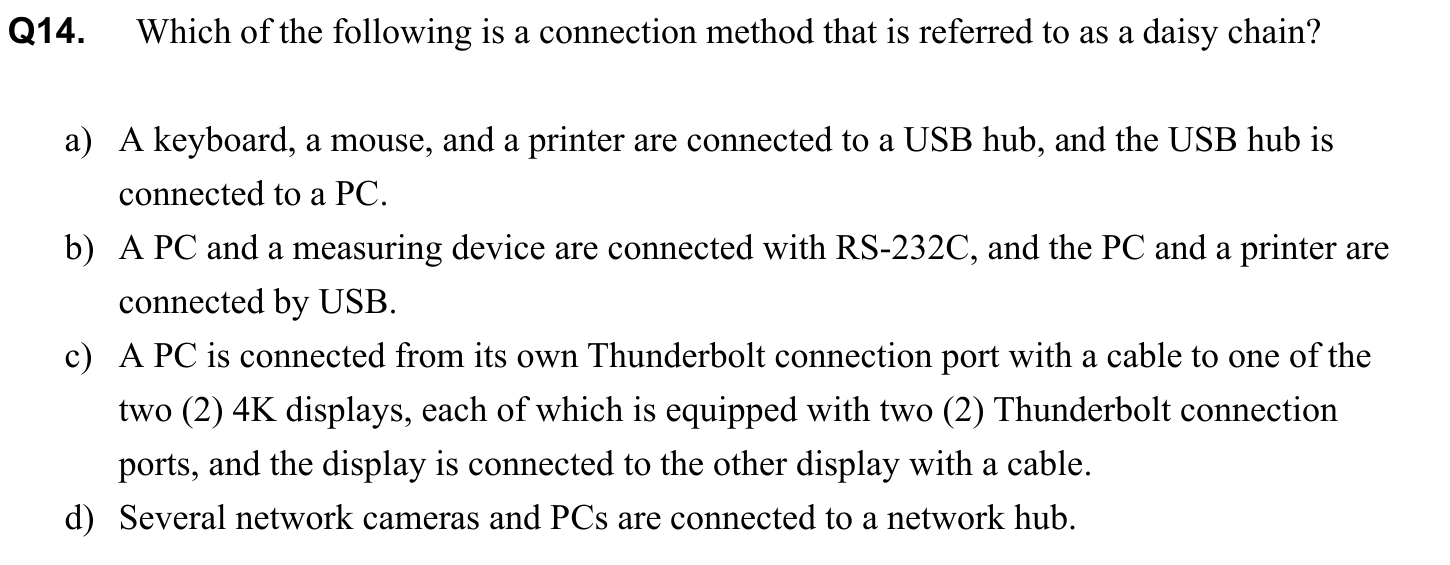 Q14. Which of the following is a connection method that is referred to as a daisy chain?
a) A keyboard, a mouse, and a printer are connected to a USB hub, and the USB hub is
connected to a PC.
b) A PC and a measuring device are connected with RS-232C, and the PC and a printer are
connected by USB.
c) A PC is connected from its own Thunderbolt connection port with a cable to one of the
two (2) 4K displays, each of which is equipped with two (2) Thunderbolt connection
ports, and the display is connected to the other display with a cable.
d) Several network cameras and PCs are connected to a network hub.